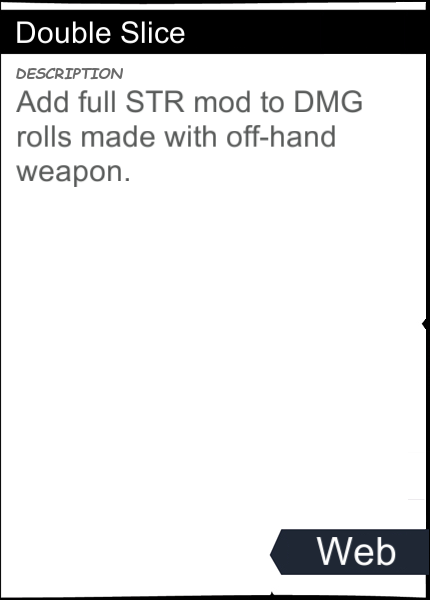 Double Slice
DESCRIPTION
Add full STR mod to DMG
rolls made with off-hand
weapon.
Web